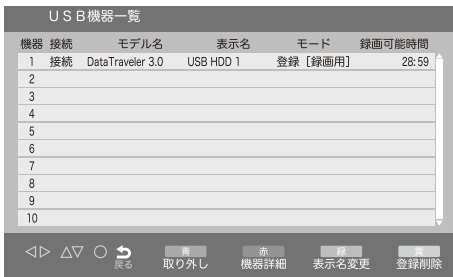 USB機器一覧
機器 接続 モデル名 表示名 モード 録画可能時間
1 接続 DataTraveler 3.0 USB HDD 1 登録［録画用］ 28:59
2
3
4
5
6
7
8
9
10
戻る 青 取り外し 赤 機器詳細 緑 表示名変更 黄 登録削除